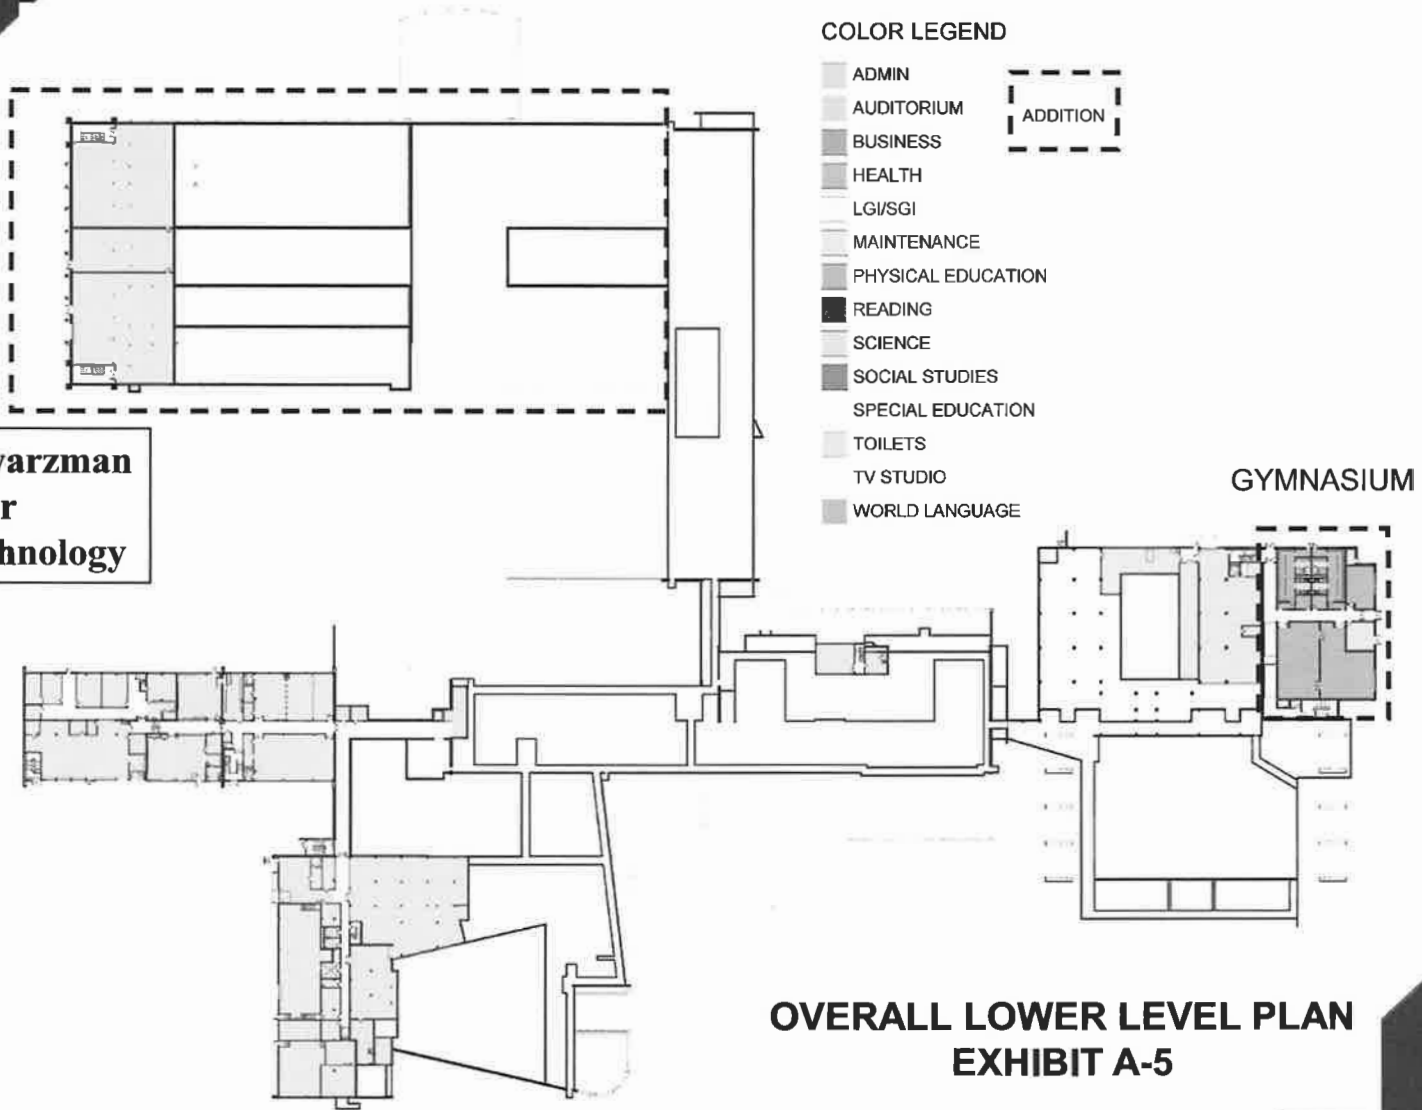 COLOR LEGEND
ADMIN
AUDITORIUM
BUSINESS
HEALTH
LGI/SGI
MAINTENANCE
PHYSICAL EDUCATION
READING
SCIENCE
SOCIAL STUDIES
SPECIAL EDUCATION
TOILETS
TV STUDIO
WORLD LANGUAGE
ADDITION
warzman
r
hnology
GYMNASIUM
OVERALL LOWER LEVEL PLAN
EXHIBIT A-5